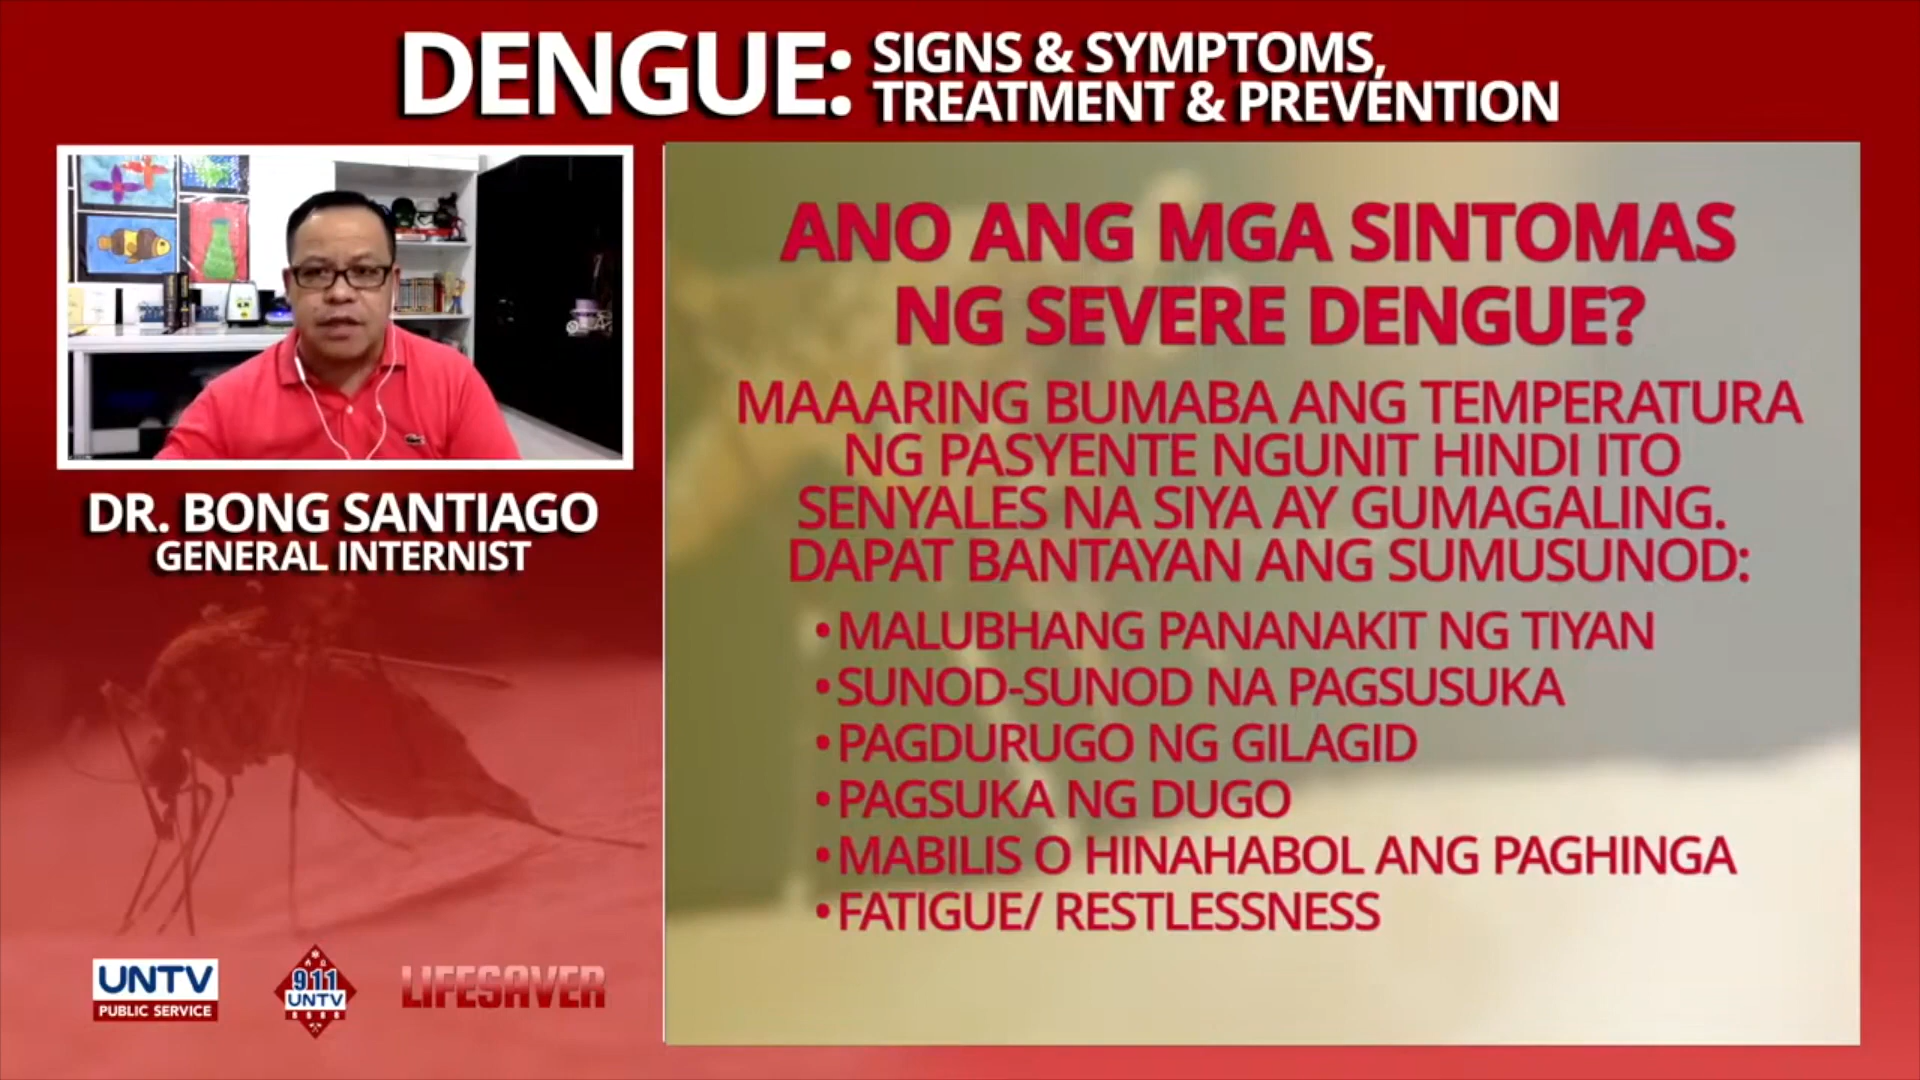 DENGUE: SIGNS & SYMPTOMS,
TREATMENT & PREVENTION
DR. BONG SANTIAGO
GENERAL INTERNIST
ANO ANG MGA SINTOMAS
NG SEVERE DENGUE?
MAAARING BUMABA ANG TEMPERATURA
NG PASYENTE NGUNIT HINDI ITO
SENYALES NA SIYA AY GUMAGALING.
DAPAT BANTAYAN ANG SUMUSUNOD:
•MALUBHANG PANANAKIT NG TIYAN
•SUNOD-SUNOD NA PAGSUSUKA
•PAGDURUGO NG GILAGID
•PAGSUKA NG DUGO
•MABILIS O HINAHABOL ANG PAGHINGA
•FATIGUE/ RESTLESSNESS
UNTV
PUBLIC SERVICE
911
UNTV
LIFESAVER